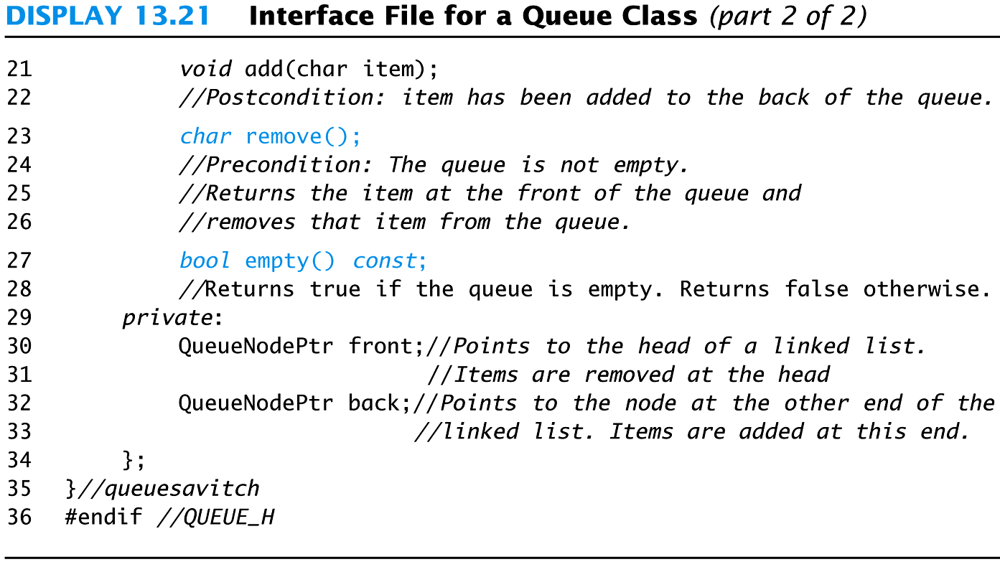 DISPLAY 13.21 Interface File for a Queue Class (part 2 of 2)
21 void add(char item);
22 //Postcondition: item has been added to the back of the queue.
23 char remove();
24 //Precondition: The queue is not empty.
25 //Returns the item at the front of the queue and
26 //removes that item from the queue.
27 bool empty() const;
28 //Returns true if the queue is empty. Returns false otherwise.
29 private:
30 QueueNodePtr front;//Points to the head of a linked list.
31 //Items are removed at the head
32 QueueNodePtr back;//Points to the node at the other end of the
33 //linked list. Items are added at this end.
34 };
35 }//queuesavitch
36 #endif //QUEUE_H